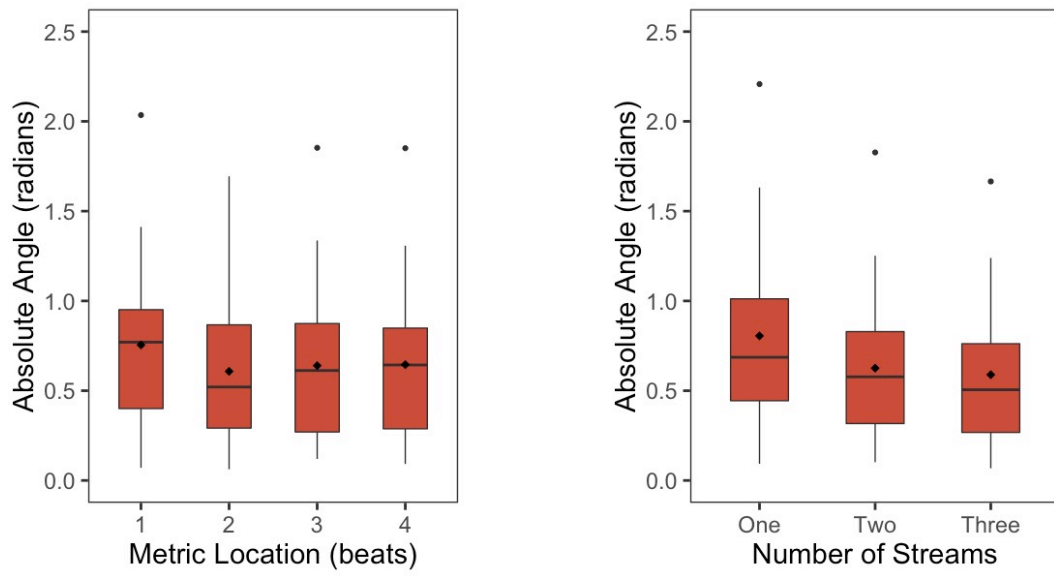 Absolute Angle (radians)
2.5
2.0
1.5
1.0
0.5
0.0
1 2 3 4
Metric Location (beats)
Absolute Angle (radians)
2.5
2.0
1.5
1.0
0.5
0.0
One Two Three
Number of Streams